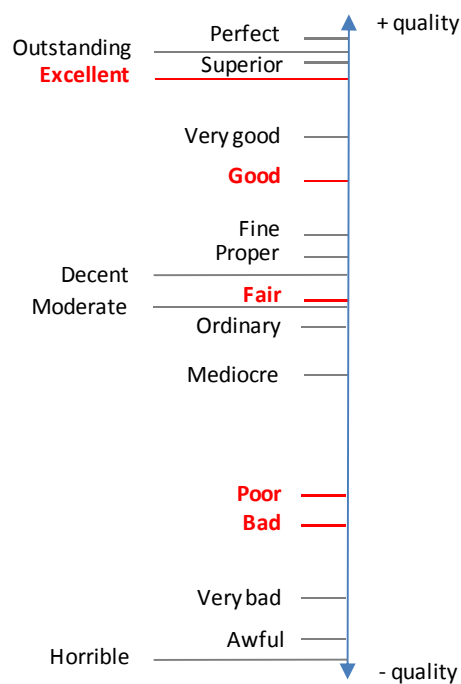 + quality
Perfect
Outstanding
Superior
Excellent
Very good
Good
Fine
Proper
Decent
Fair
Moderate
Ordinary
Mediocre
Poor
Bad
Very bad
Awful
Horrible
- quality